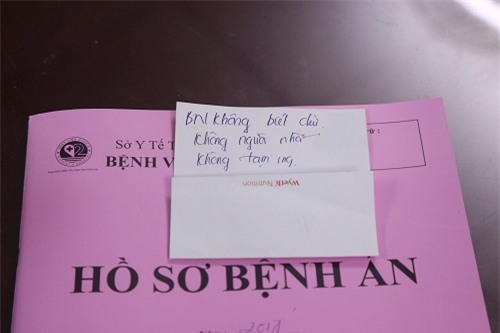 BN không biết chữ.
không người nhà
không tạm ứng.
Wyeth Nutrition
Sở Y Tế T
BỆNH V
HỒ SƠ BỆNH ÁN
2018